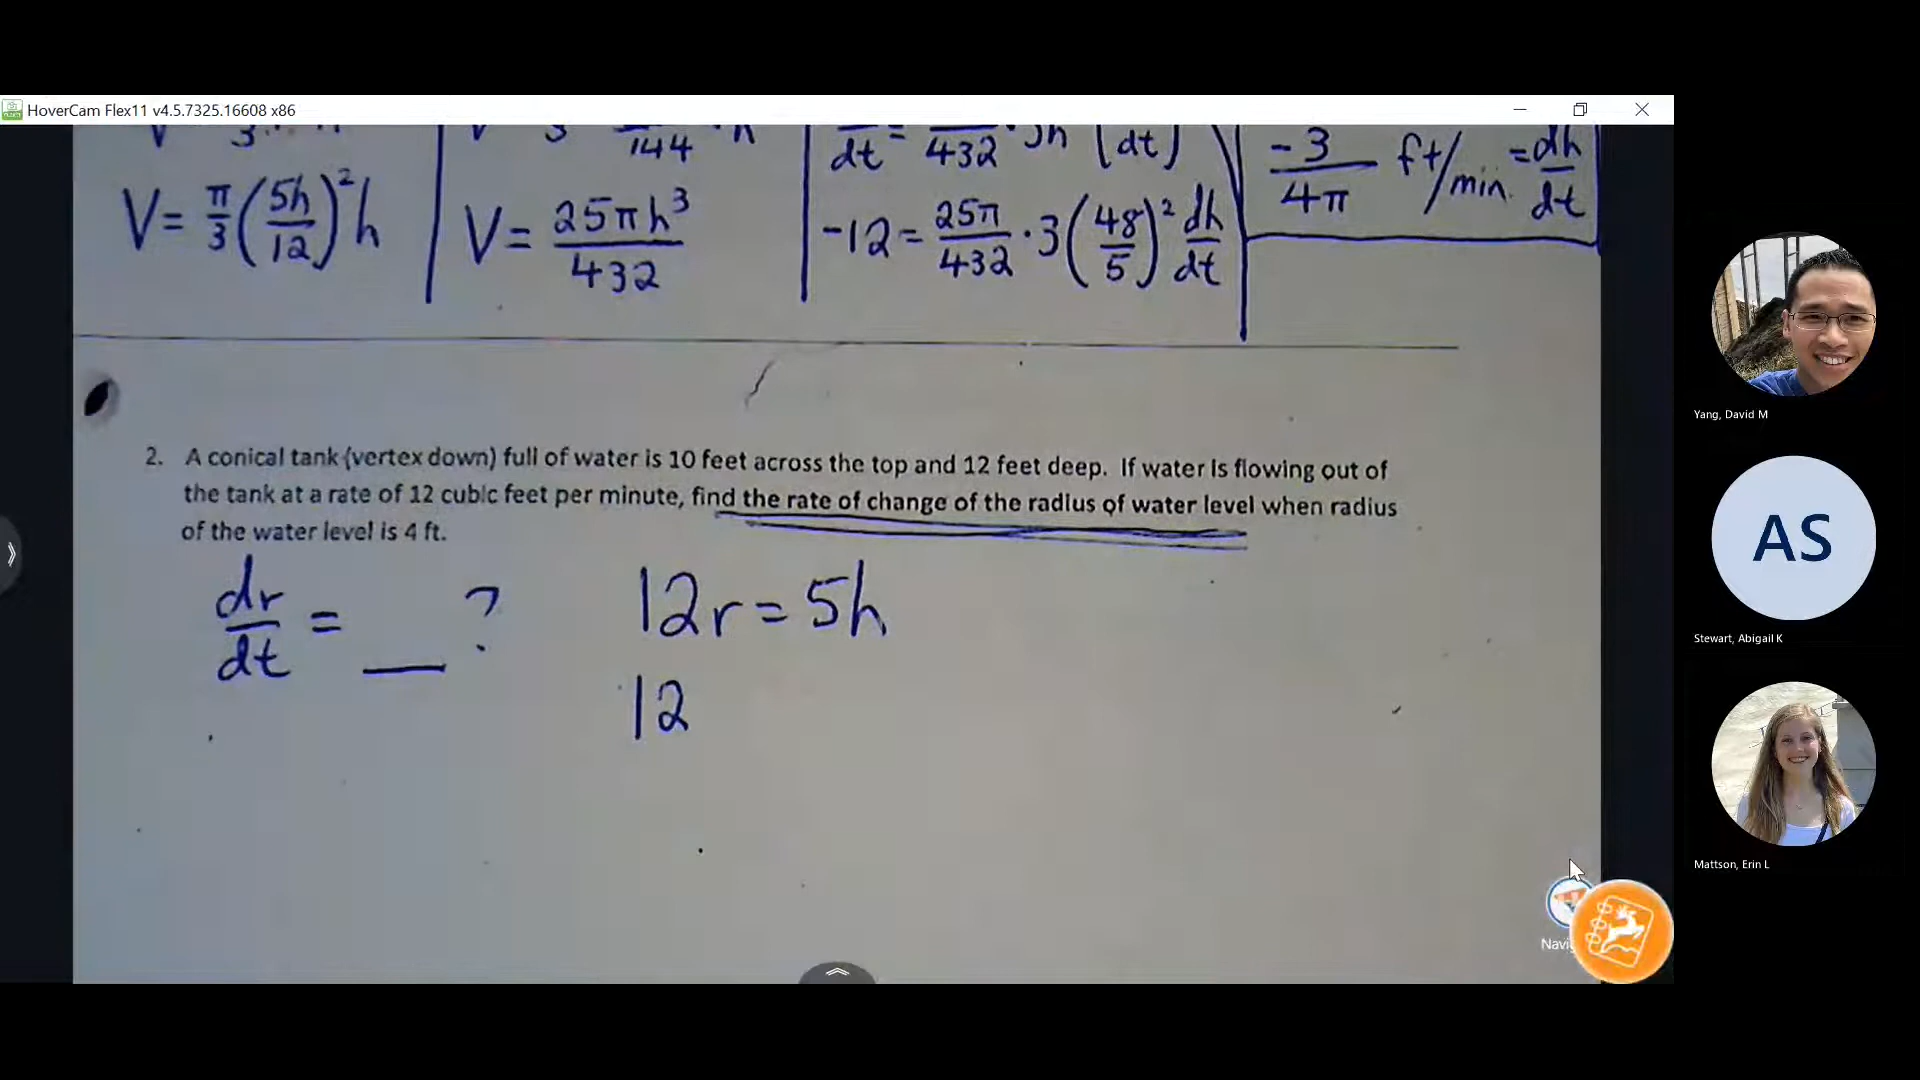 HoverCam Flex11 v4.5.7325.16608 x86
144
dt = 432 · 3h (dt)
-3/4π ft/min. = dh/dt
V = π/3 (5h/12)² h
V = 25πh³/432
-12 = 25π/432 · 3(48/5)² dh/dt
2. A conical tank (vertex down) full of water is 10 feet across the top and 12 feet deep. If water is flowing out of
the tank at a rate of 12 cubic feet per minute, find the rate of change of the radius of water level when radius
of the water level is 4 ft.
dr/dt = __ ?
12r = 5h
12
Yang, David M
AS
Stewart, Abigail K
Mattson, Erin L